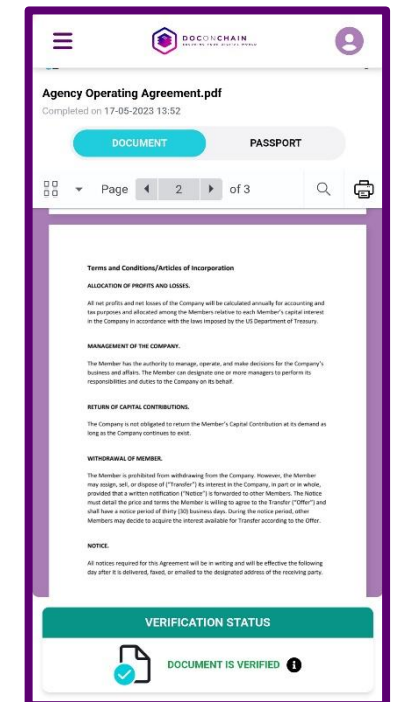 DOCONCHAIN
Agency Operating Agreement.pdf
Completed on 17-05-2023 13:52
DOCUMENT PASSPORT
Page 2 of 3
Terms and Conditions/Articles of Incorporation
ALLOCATION OF PROFITS AND LOSSES.
All net profits and net losses of the Company will be calculated annually for accounting and
tax purposes and allocated among the Members relative to each Member's capital interest
in the Company in accordance with the laws imposed by the US Department of Treasury.
MANAGEMENT OF THE COMPANY.
The Member has the authority to manage, operate, and make decisions for the Company's
business and affairs. The Member can designate one or more managers to perform its
responsibilities and duties to the Company on its behalf.
RETURN OF CAPITAL CONTRIBUTIONS.
The Company is not obligated to return the Member's Capital Contribution at its demand as
long as the Company continues to exist.
WITHDRAWAL OF MEMBER.
The Member is prohibited from withdrawing from the Company. However, the Member
may assign, sell, or dispose of ("Transfer") its interest in the Company, in part or in whole,
provided that a written notification ("Notice") is forwarded to other Members. The Notice
must detail the price and terms the Member is willing to agree to the Transfer ("Offer") and
shall have a notice period of thirty (30) business days. During the notice period, other
Members may decide to acquire the interest available for Transfer according to the Offer.
NOTICE.
All notices required for this Agreement will be in writing and will be effective the following
day after it is delivered, faxed, or emailed to the designated address of the receiving party.
VERIFICATION STATUS
DOCUMENT IS VERIFIED